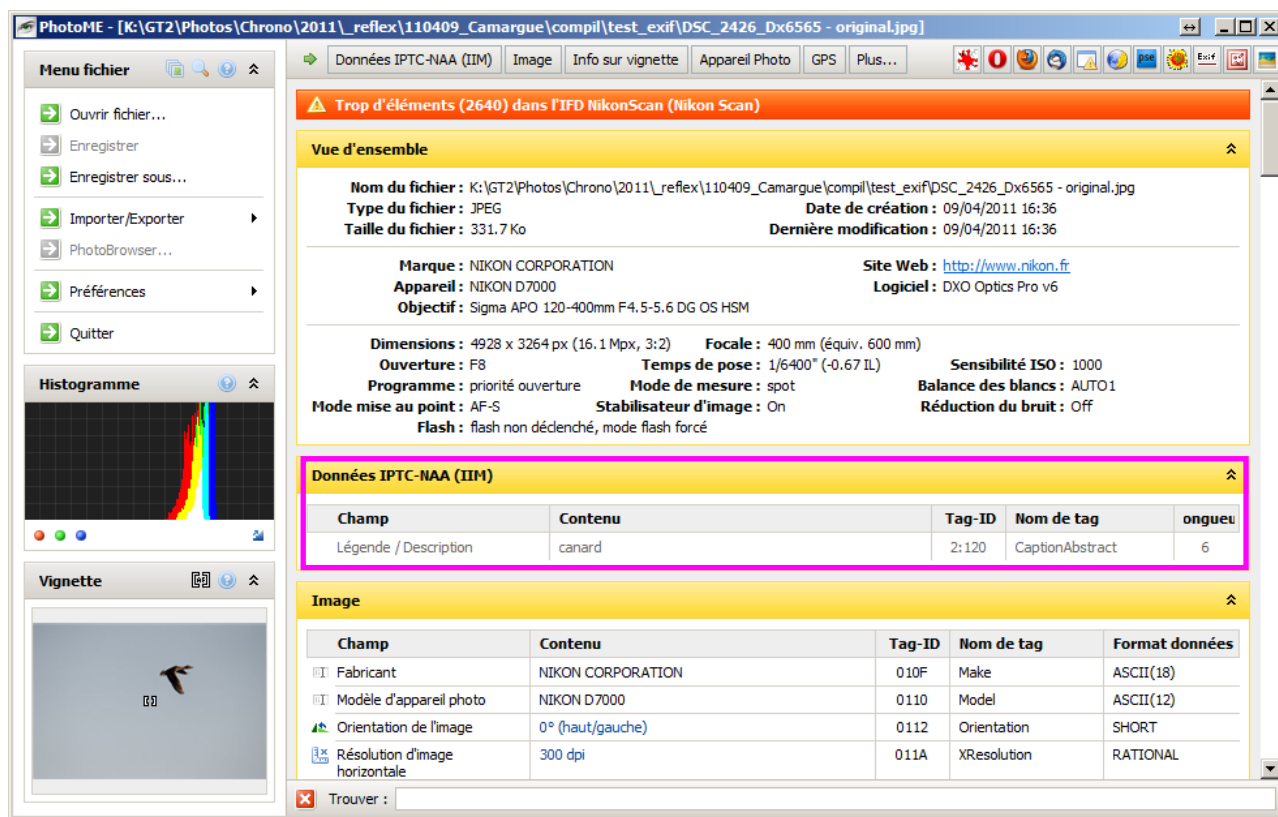 PhotoME - [K:\GT2\Photos\Chrono\2011\_reflex\110409_Camargue\compil\test_exif\DSC_2426_Dx6565 - original.jpg]
Menu fichier
Ouvrir fichier...
Enregistrer
Enregistrer sous...
Importer/Exporter
PhotoBrowser...
Préférences
Quitter
Histogramme
Vignette
Données IPTC-NAA (IIM) Image Info sur vignette Appareil Photo GPS Plus...
pse Exif
Trop d'éléments (2640) dans l'IFD NikonScan (Nikon Scan)
Vue d'ensemble
Nom du fichier : K:\GT2\Photos\Chrono\2011\_reflex\110409_Camargue\compil\test_exif\DSC_2426_Dx6565 - original.jpg
Type du fichier : JPEG Date de création : 09/04/2011 16:36
Taille du fichier : 331.7 Ko Dernière modification : 09/04/2011 16:36
Marque : NIKON CORPORATION Site Web : http://www.nikon.fr
Appareil : NIKON D7000 Logiciel : DXO Optics Pro v6
Objectif : Sigma APO 120-400mm F4.5-5.6 DG OS HSM
Dimensions : 4928 x 3264 px (16.1 Mpx, 3:2) Focale : 400 mm (équiv. 600 mm)
Ouverture : F8 Temps de pose : 1/6400" (-0.67 IL) Sensibilité ISO : 1000
Programme : priorité ouverture Mode de mesure : spot Balance des blancs : AUTO1
Mode mise au point : AF-S Stabilisateur d'image : On Réduction du bruit : Off
Flash : flash non déclenché, mode flash forcé
Données IPTC-NAA (IIM)
Champ Contenu Tag-ID Nom de tag ongueu
Légende / Description canard 2:120 CaptionAbstract 6
Image
Champ Contenu Tag-ID Nom de tag Format données
Fabricant NIKON CORPORATION 010F Make ASCII(18)
Modèle d'appareil photo NIKON D7000 0110 Model ASCII(12)
Orientation de l'image 0° (haut/gauche) 0112 Orientation SHORT
Résolution d'image horizontale 300 dpi 011A XResolution RATIONAL
Trouver :